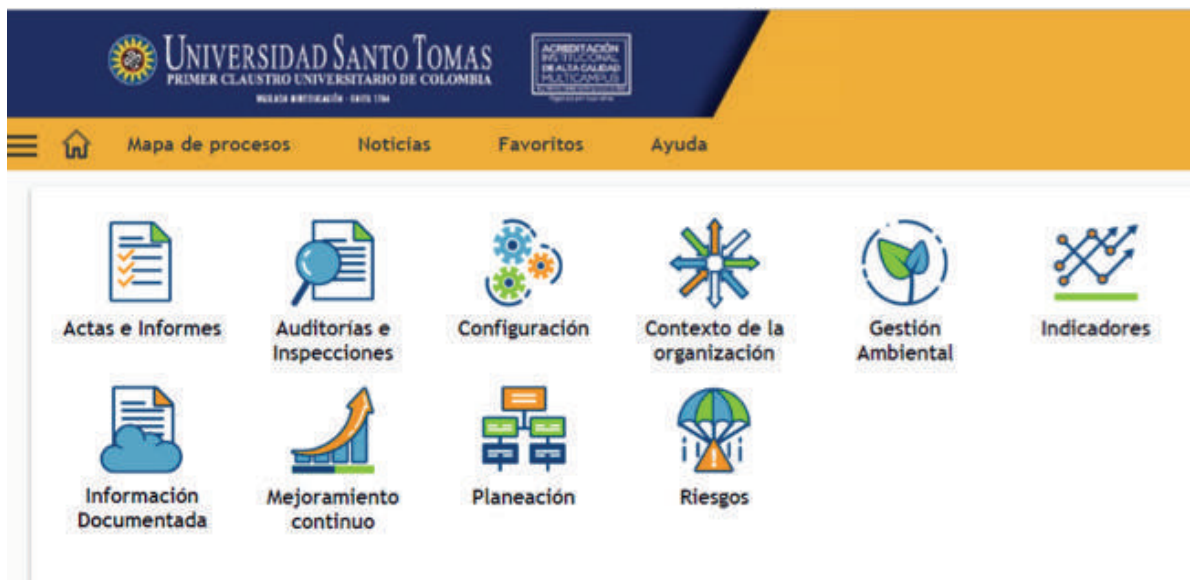 UNIVERSIDAD SANTO TOMAS
PRIMER CLAUSTRO UNIVERSITARIO DE COLOMBIA
ACREDITACIÓN
INSTITUCIONAL
DE ALTA CALIDAD
MULTICAMPUS
Mapa de procesos
Noticias
Favoritos
Ayuda
Actas e Informes
Auditorías e
Inspecciones
Configuración
Contexto de la
organización
Gestión
Ambiental
Indicadores
Información
Documentada
Mejoramiento
continuo
Planeación
Riesgos